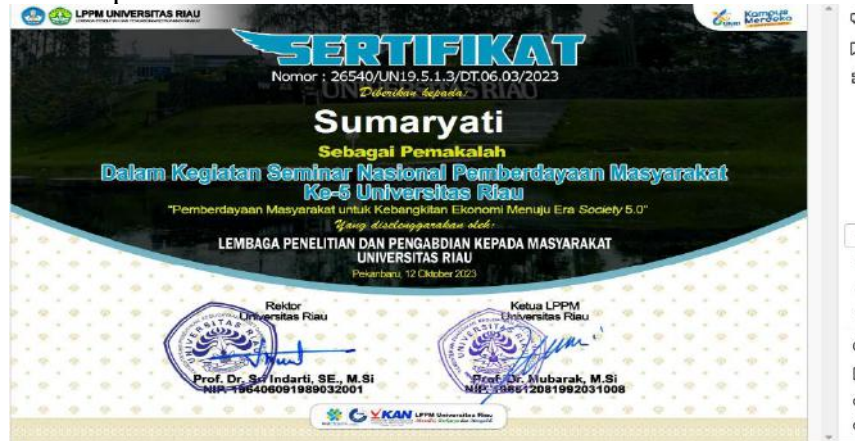 LPPM UNIVERSITAS RIAU
Kampus
Merdeka
SERTIFIKAT
Nomor : 26540/UN19.5.1.3/DT.06.03/2023
Diberikan kepada:
Sumaryati
Sebagai Pemakalah
Dalam Kegiatan Seminar Nasional Pemberdayaan Masyarakat
Ke-5 Universitas Riau
"Pemberdayaan Masyarakat untuk Kebangkitan Ekonomi Menuju Era Society 5.0"
Yang diselenggarakan oleh:
LEMBAGA PENELITIAN DAN PENGABDIAN KEPADA MASYARAKAT
UNIVERSITAS RIAU
Pekanbaru, 12 Oktober 2023
Rektor
Universitas Riau
Prof. Dr. Sri Indarti, SE., M.Si
NIP. 196406091989032001
Ketua LPPM
Universitas Riau
Prof. Dr. Mubarak, M.Si
NIP. 196612081992031008
KAN
LPPM Universitas Riau